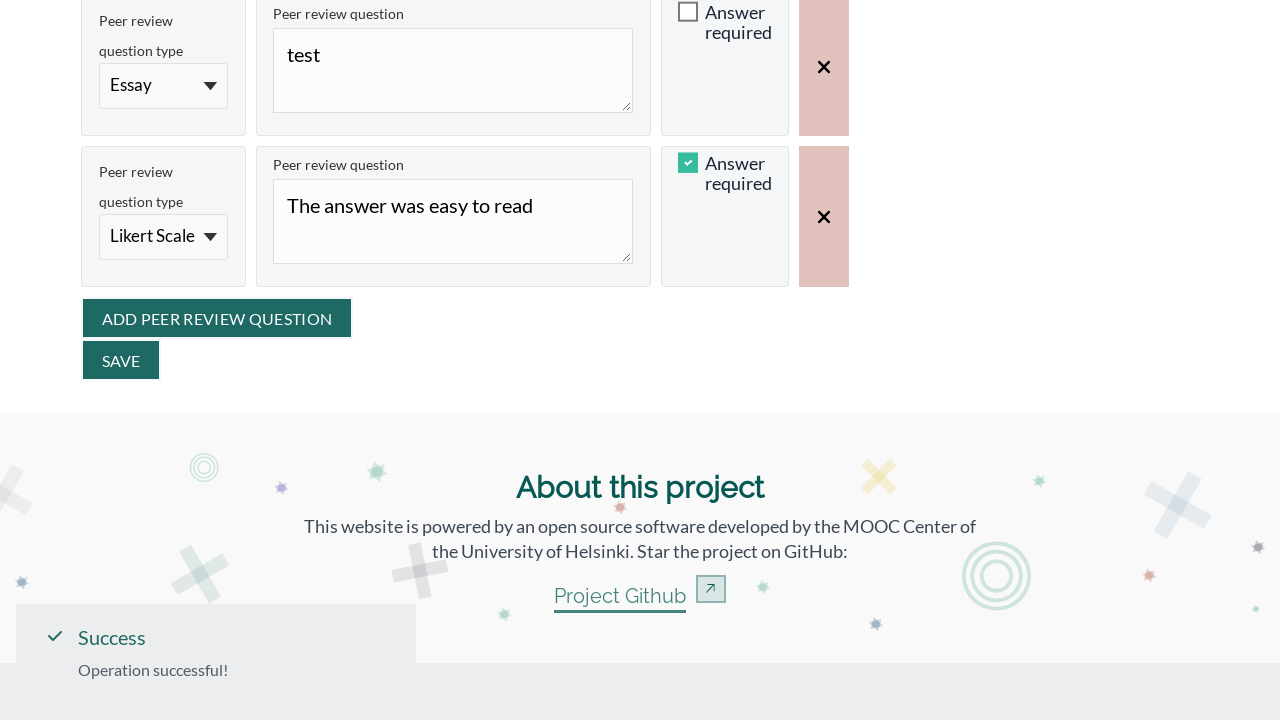 Peer review
question type
Essay
Peer review question
test
Answer
required
Peer review
question type
Likert Scale
Peer review question
The answer was easy to read
Answer
required
ADD PEER REVIEW QUESTION
SAVE
About this project
This website is powered by an open source software developed by the MOOC Center of
the University of Helsinki. Star the project on GitHub:
Project Github
Success
Operation successful!